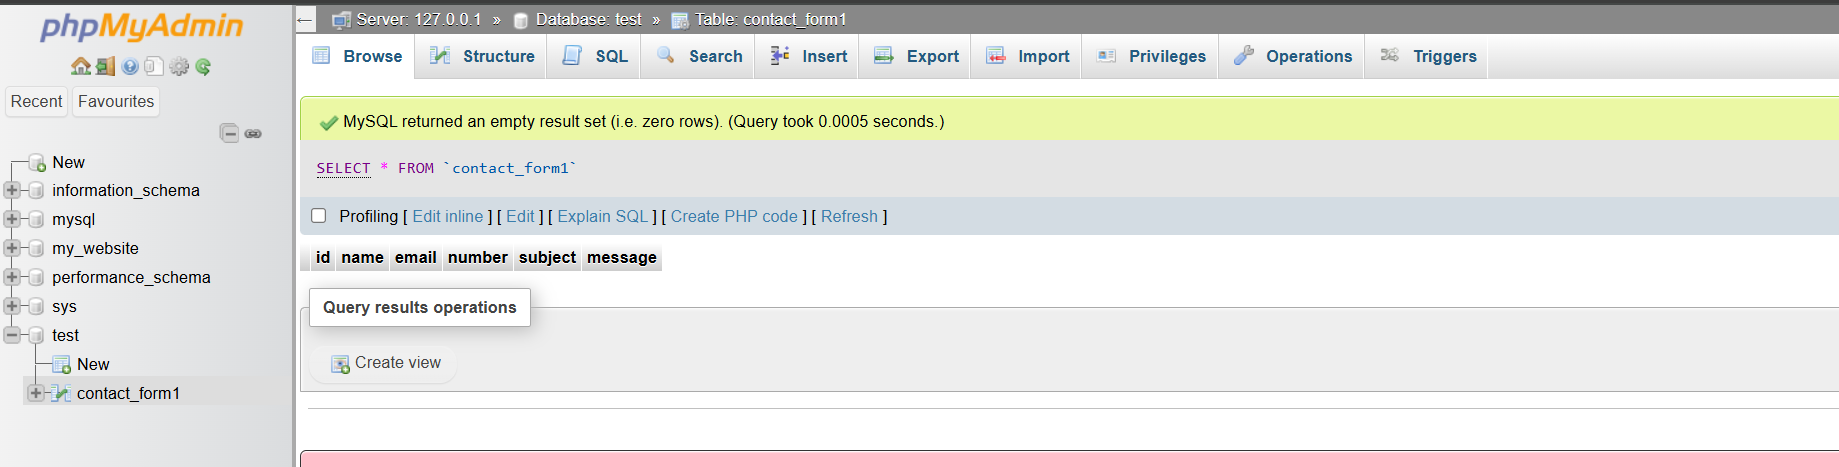 phpMyAdmin
Recent Favourites
New
information_schema
mysql
my_website
performance_schema
sys
test
New
contact_form1
Server: 127.0.0.1 » Database: test » Table: contact_form1
Browse Structure SQL Search Insert Export Import Privileges Operations Triggers
MySQL returned an empty result set (i.e. zero rows). (Query took 0.0005 seconds.)
SELECT * FROM `contact_form1`
Profiling [ Edit inline ] [ Edit ] [ Explain SQL ] [ Create PHP code ] [ Refresh ]
id name email number subject message
Query results operations
Create view